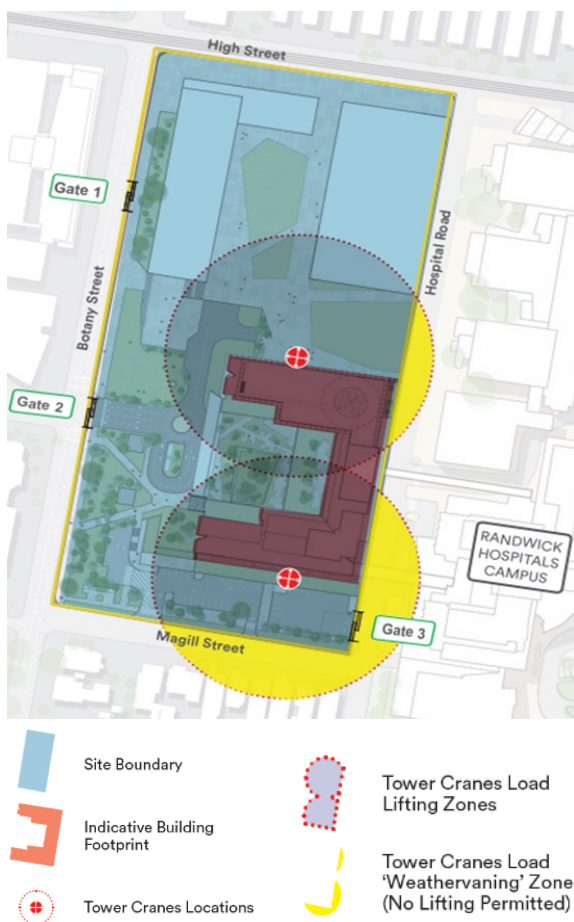 High Street
Gate 1
Hospital Road
Botany Street
Gate 2
RANDWICK
HOSPITALS
CAMPUS
Gate 3
Magill Street
Site Boundary
Indicative Building
Footprint
Tower Cranes Locations
Tower Cranes Load
Lifting Zones
Tower Cranes Load
‘Weathervaning’ Zone
(No Lifting Permitted)